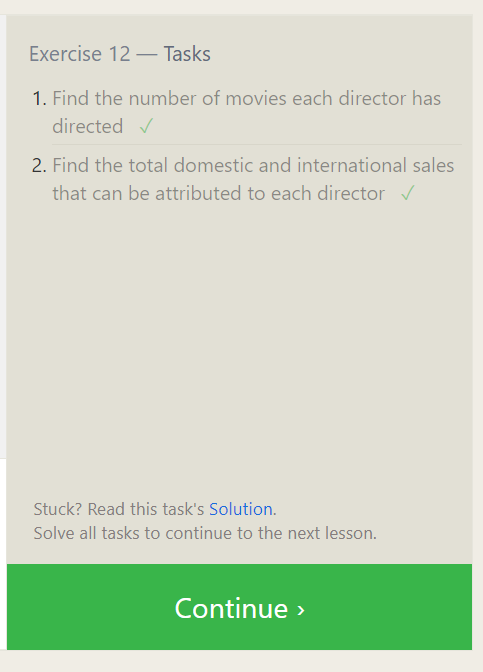 Exercise 12 — Tasks
1. Find the number of movies each director has
directed ✓
2. Find the total domestic and international sales
that can be attributed to each director ✓
Stuck? Read this task's Solution.
Solve all tasks to continue to the next lesson.
Continue ›